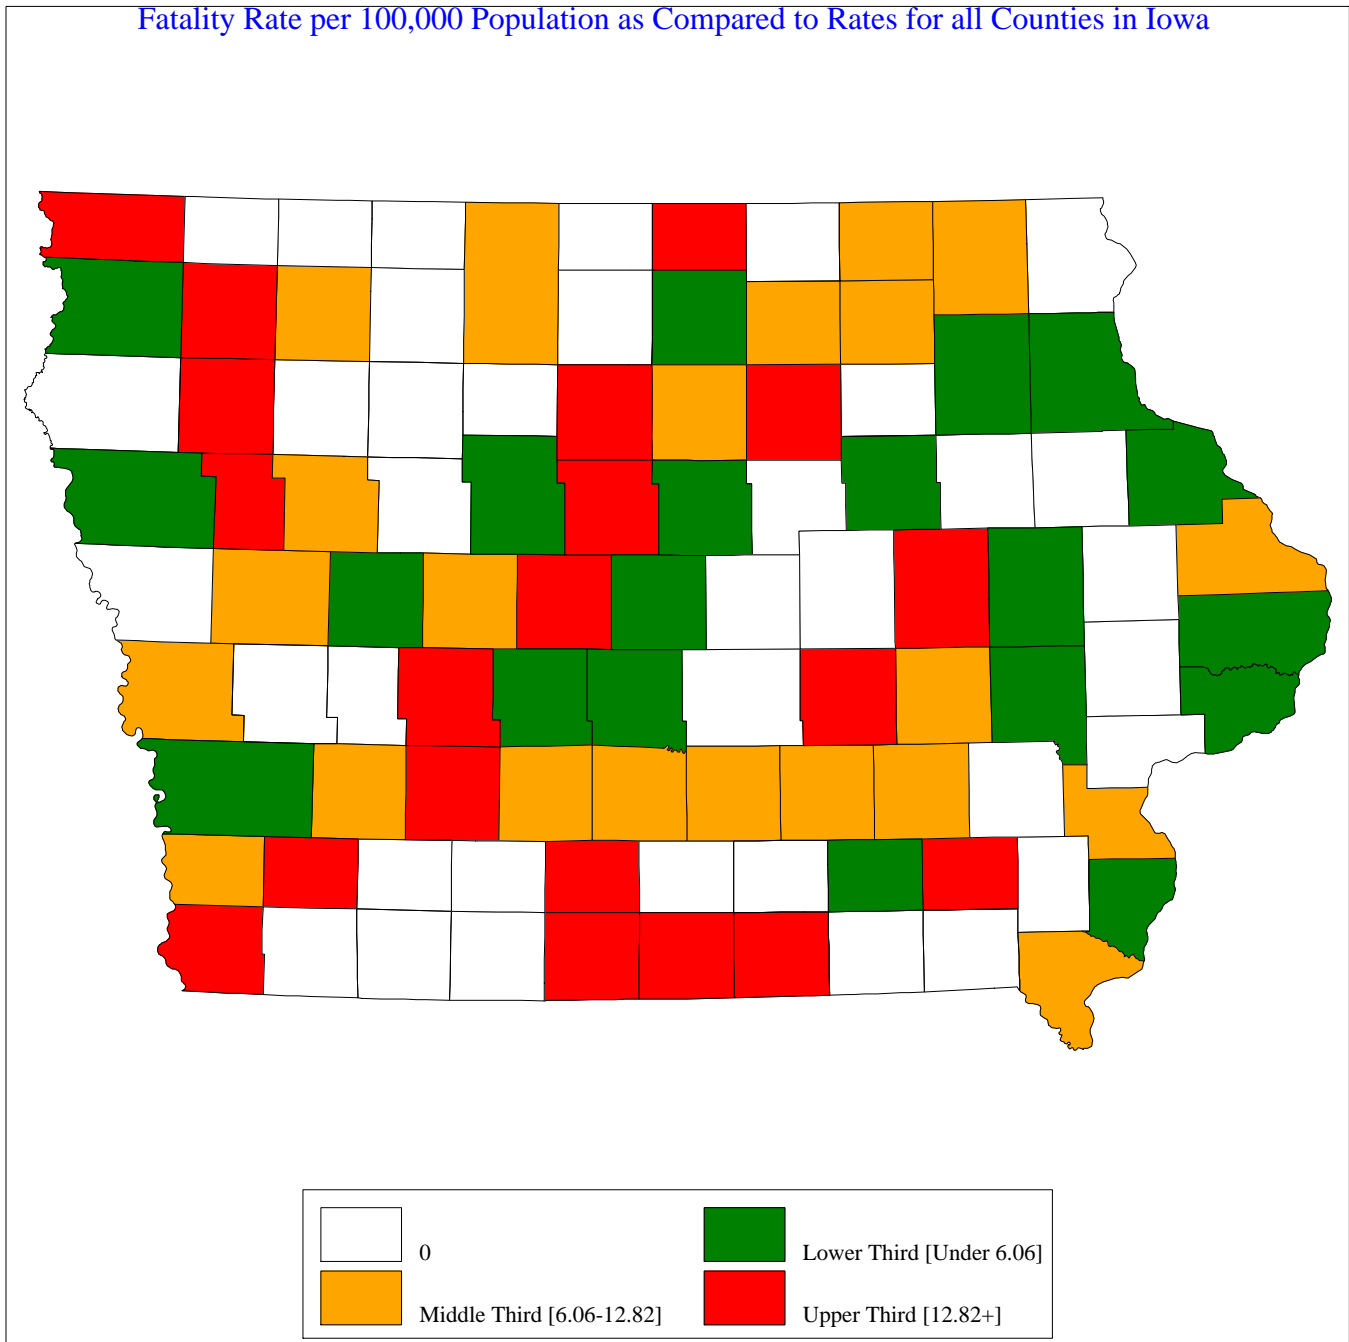 Fatality Rate per 100,000 Population as Compared to Rates for all Counties in Iowa
0
Lower Third [Under 6.06]
Middle Third [6.06-12.82]
Upper Third [12.82+]